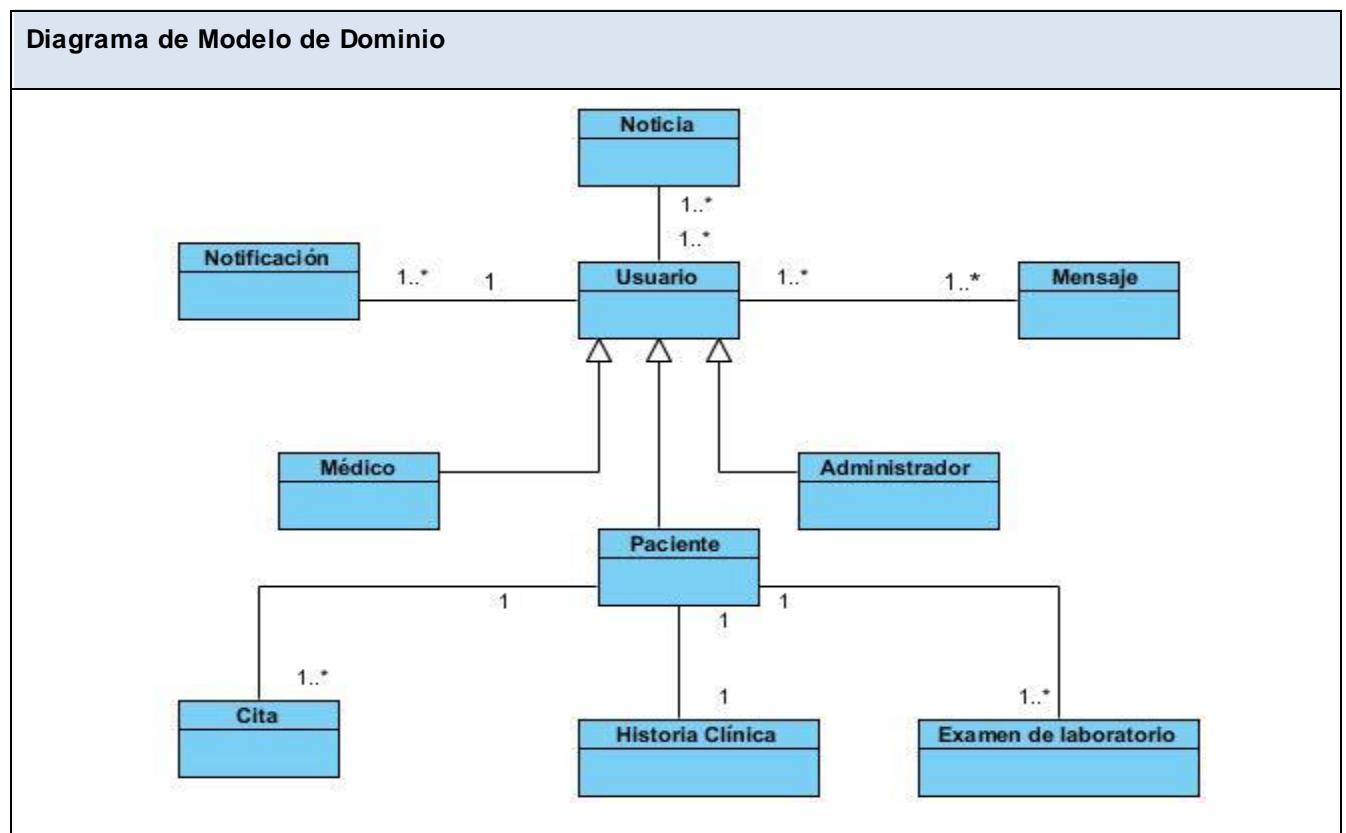 Diagrama de Modelo de Dominio
Noticia
1..*
1..*
Notificación
1..*
1
Usuario
1..*
1..*
Mensaje
Médico
Administrador
Paciente
1
1
1
1..*
1
1..*
Cita
Historia Clínica
Examen de laboratorio